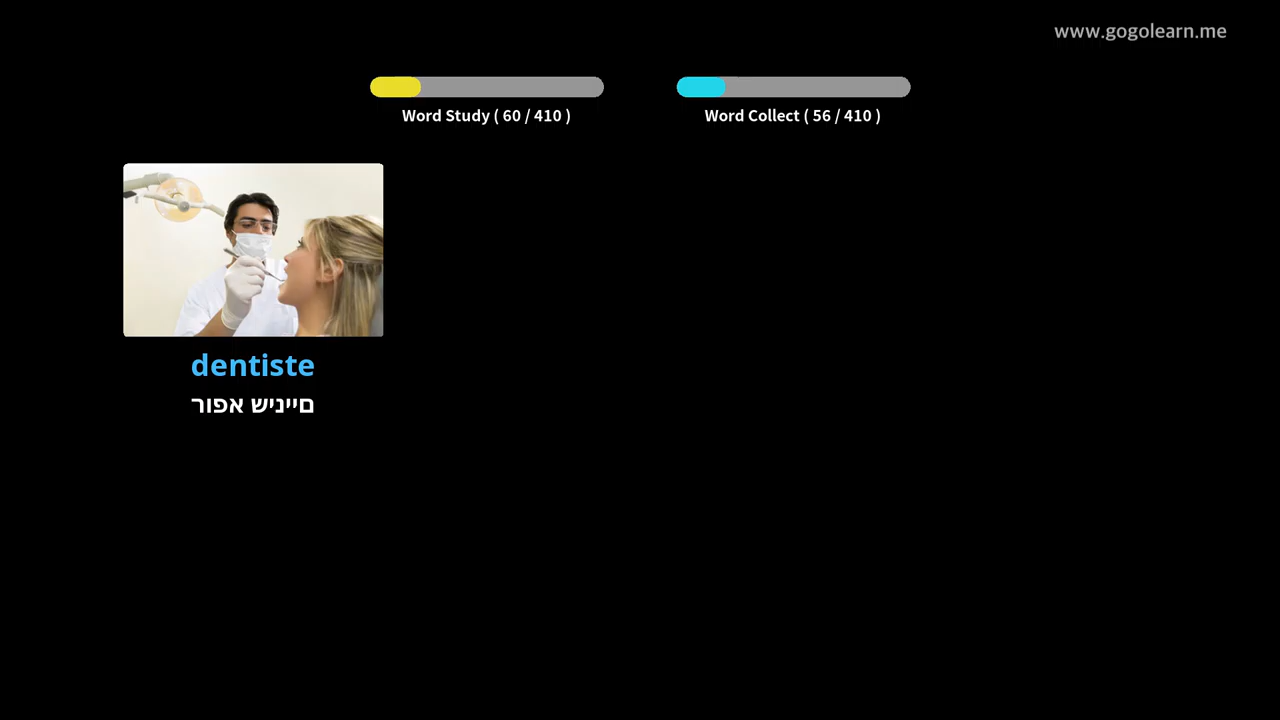 www.gogolearn.me
Word Study ( 60 / 410 )
Word Collect ( 56 / 410 )
dentiste
םייניש אפור